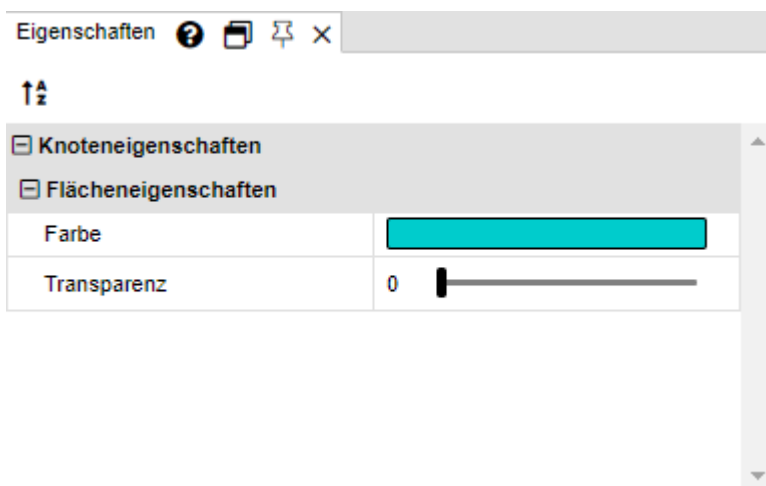 Eigenschaften
Knoteneigenschaften
Flächeneigenschaften
Farbe
Transparenz 0